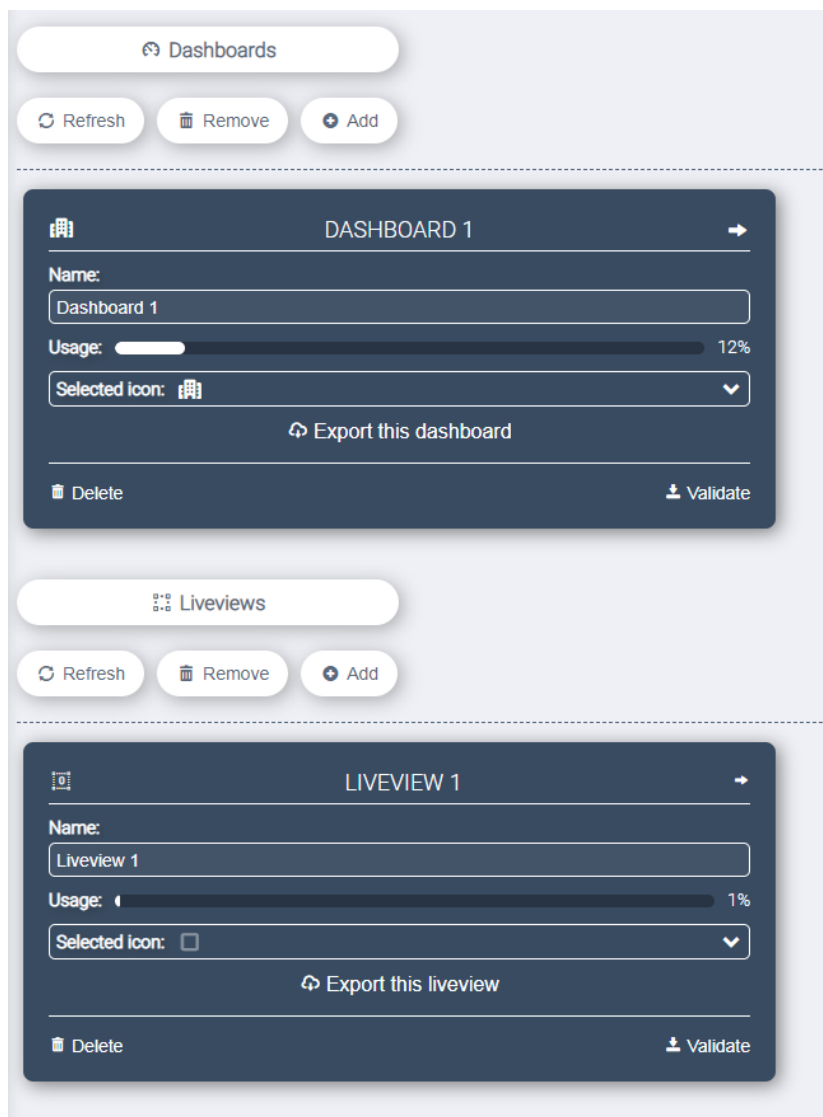 Dashboards
Refresh Remove Add
DASHBOARD 1
Name:
Dashboard 1
Usage: 12%
Selected icon:
Export this dashboard
Delete Validate
Liveviews
Refresh Remove Add
LIVEVIEW 1
Name:
Liveview 1
Usage: 1%
Selected icon:
Export this liveview
Delete Validate